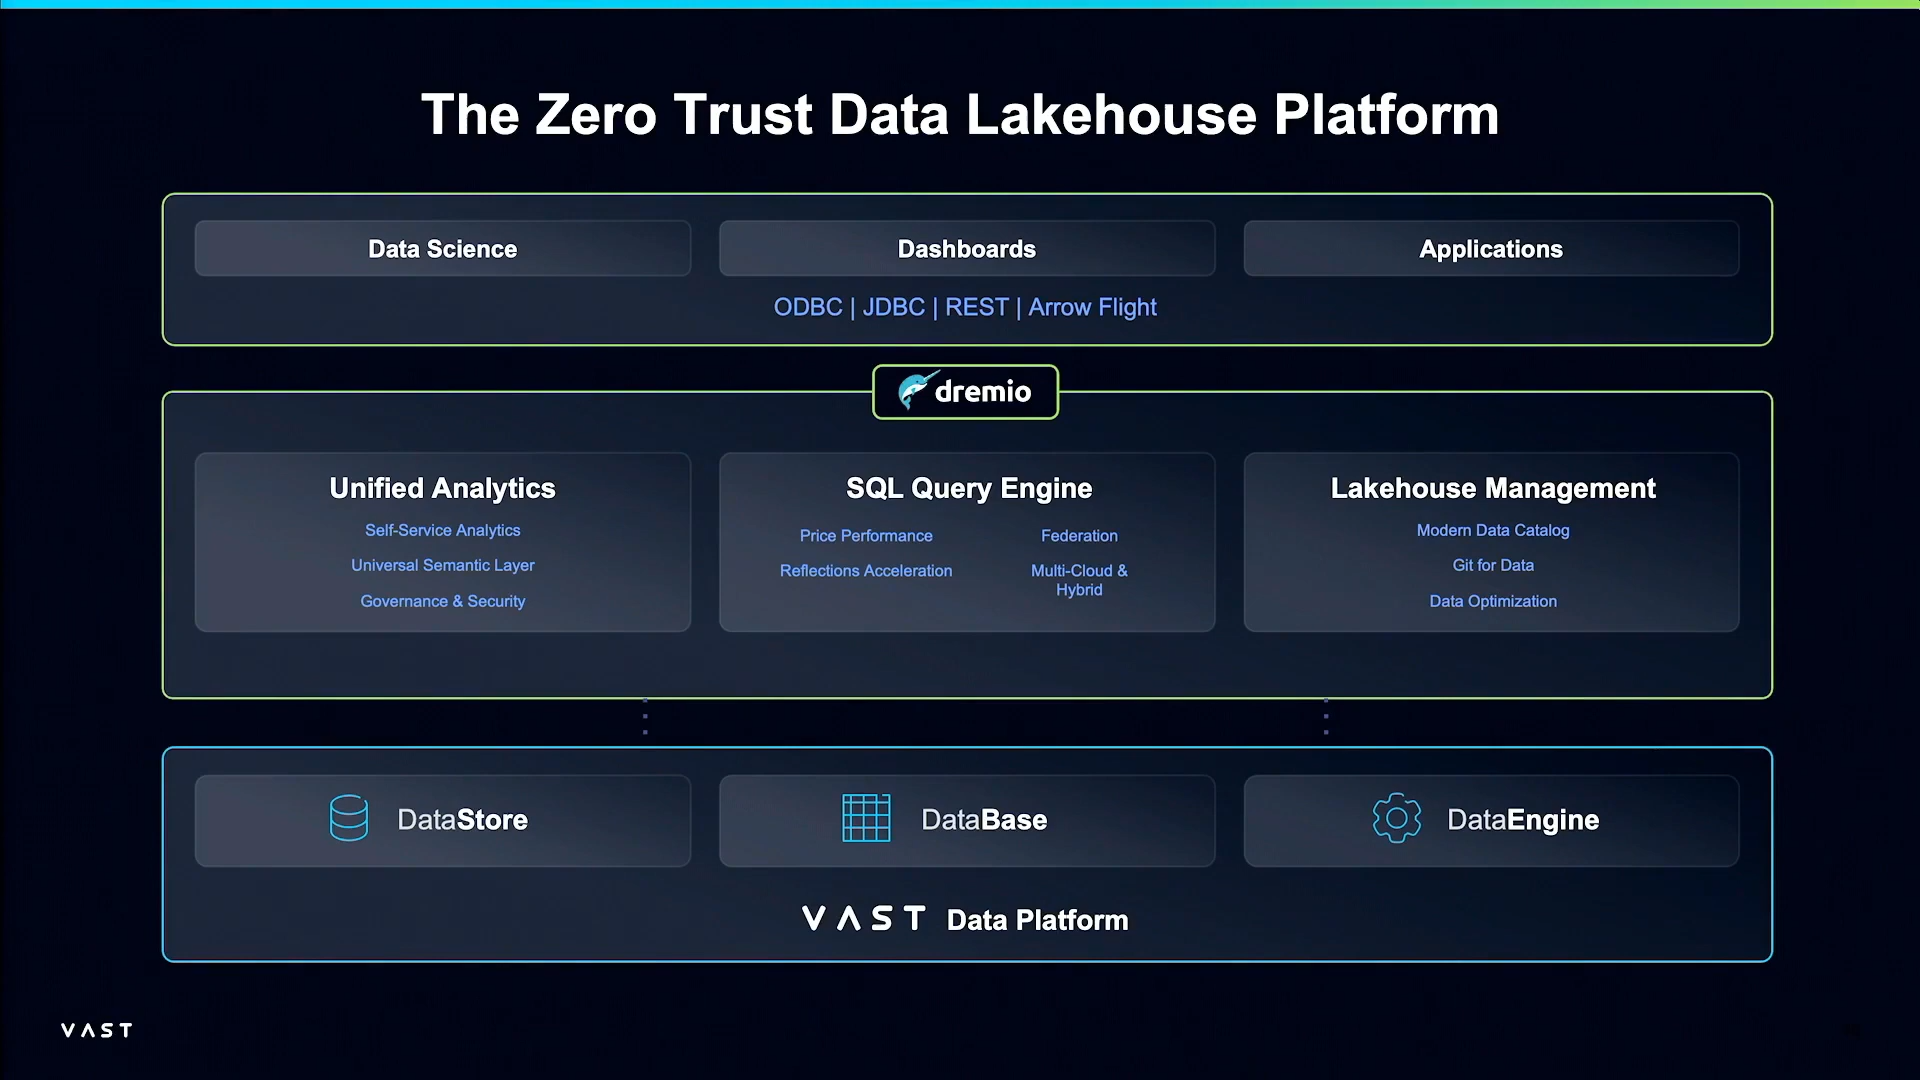 The Zero Trust Data Lakehouse Platform
Data Science
Dashboards
Applications
ODBC | JDBC | REST | Arrow Flight
dremio
Unified Analytics
Self-Service Analytics
Universal Semantic Layer
Governance & Security
SQL Query Engine
Price Performance
Federation
Reflections Acceleration
Multi-Cloud &
Hybrid
Lakehouse Management
Modern Data Catalog
Git for Data
Data Optimization
DataStore
DataBase
DataEngine
VAST Data Platform
VAST